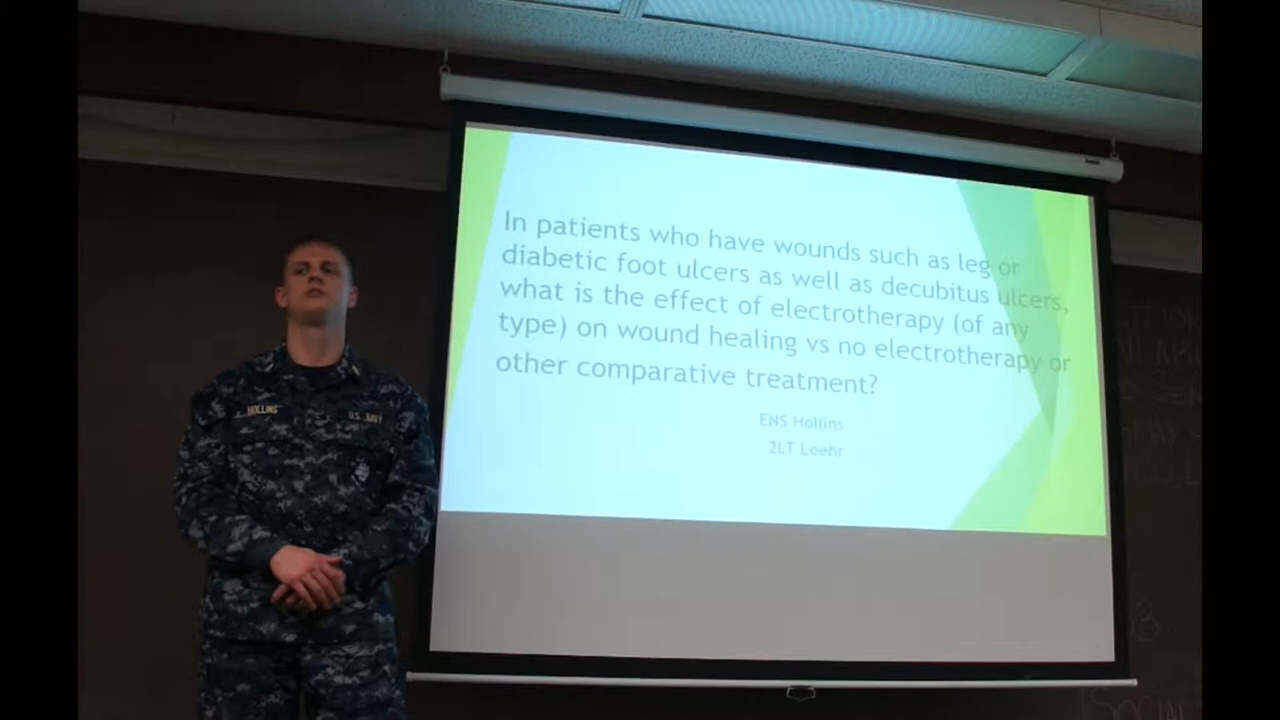 In patients who have wounds such as leg or
diabetic foot ulcers as well as decubitus ulcers,
what is the effect of electrotherapy (of any
type) on wound healing vs no electrotherapy or
other comparative treatment?
ENS Hollins
2LT Loehr
HOLLINS
U.S. NAVY